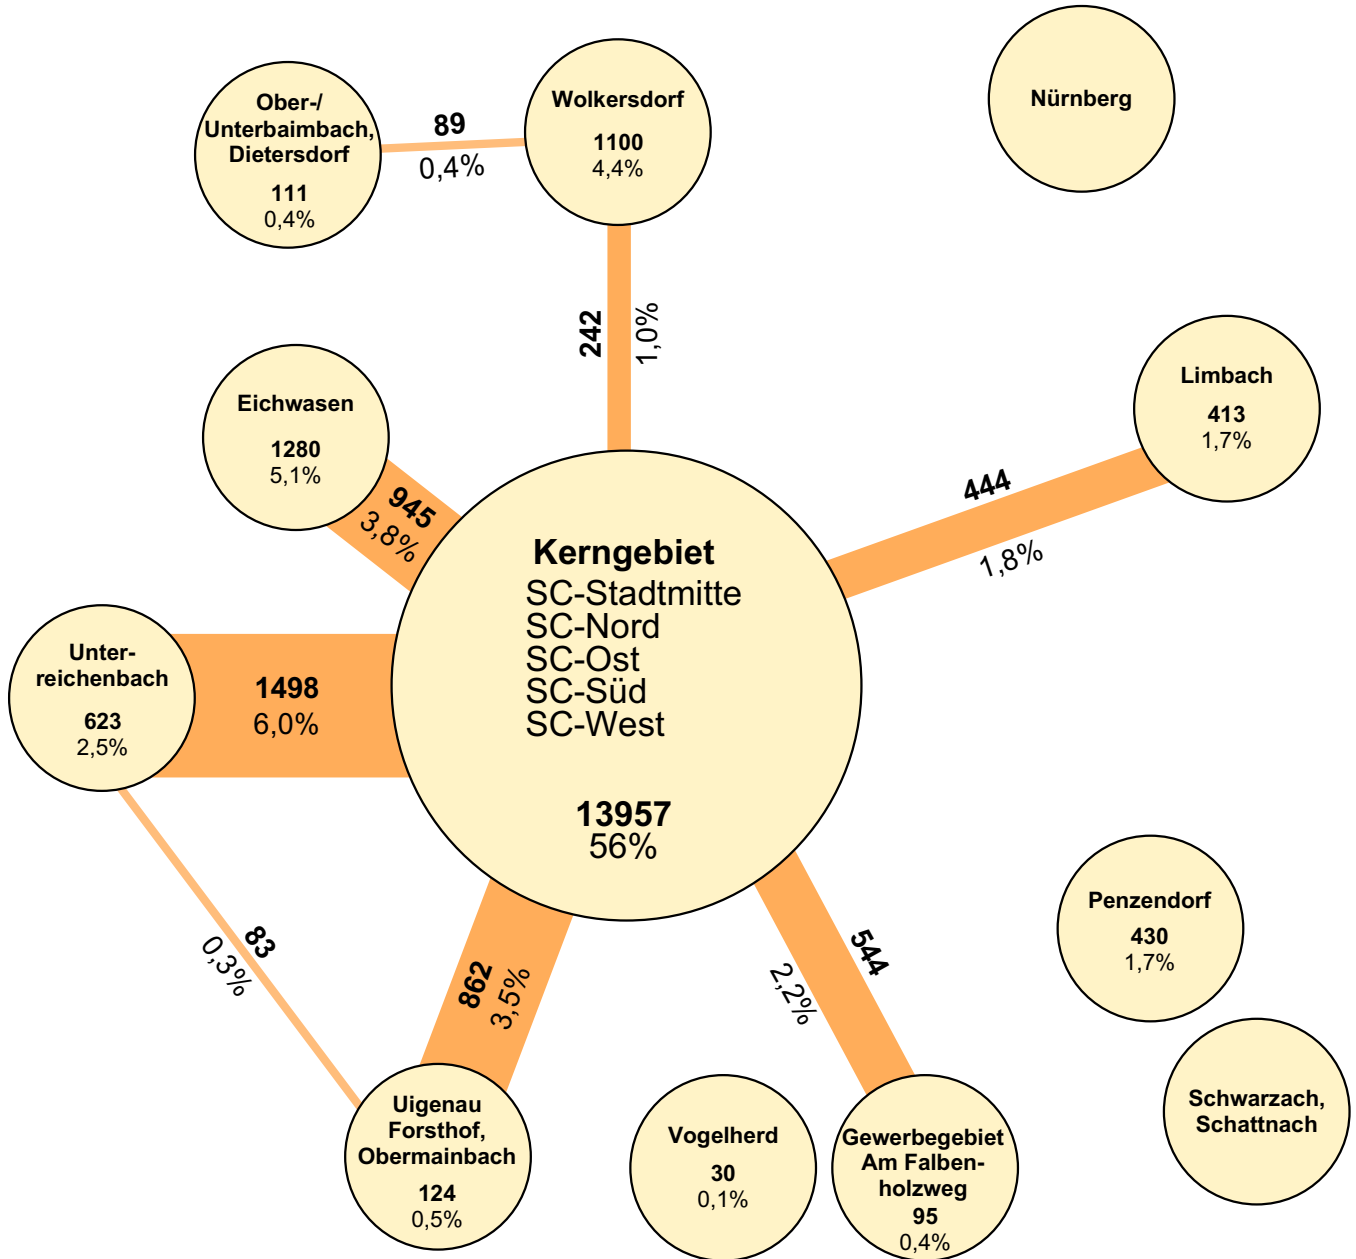 Nürnberg
Ober-/
Unterbaimbach,
Dietersdorf
111
0,4%
89
0,4%
Wolkersdorf
1100
4,4%
242
1,0%
Eichwasen
1280
5,1%
945
3,8%
Limbach
413
1,7%
444
1,8%
Kerngebiet
SC-Stadtmitte
SC-Nord
SC-Ost
SC-Süd
SC-West
13957
56%
Unter-
reichenbach
623
2,5%
1498
6,0%
83
0,3%
862
3,5%
544
2,2%
Penzendorf
430
1,7%
Schwarzach,
Schattnach
Uigenau
Forsthof,
Obermainbach
124
0,5%
Vogelherd
30
0,1%
Gewerbegebiet
Am Falben-
holzweg
95
0,4%